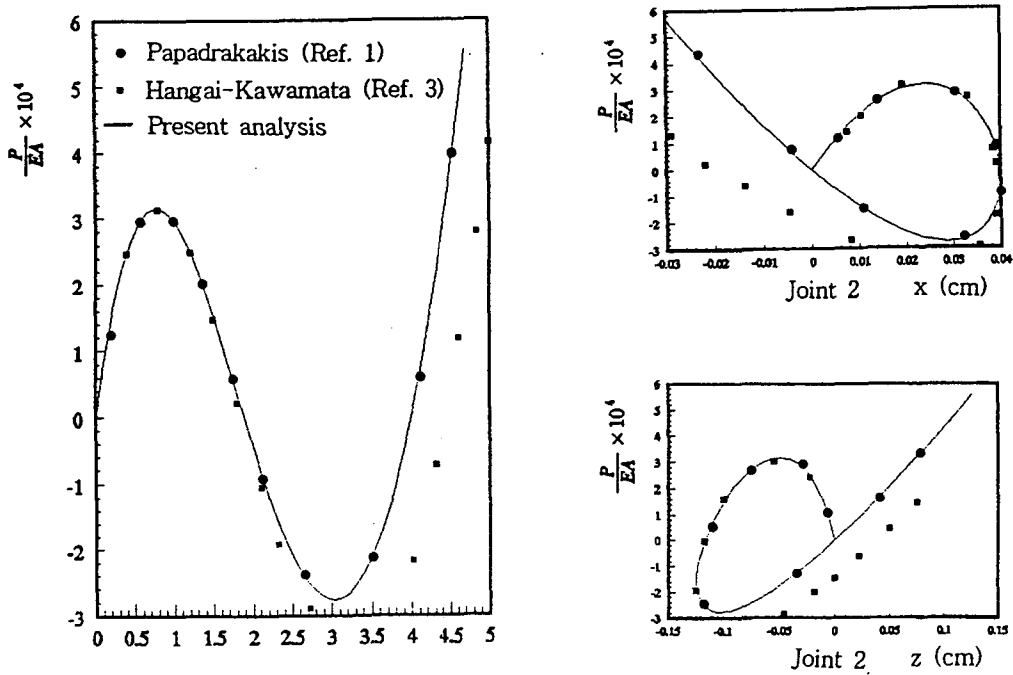 6
5
4
3
2
1
0
-1
-2
-3
P/EA ×10⁴
Papadrakakis (Ref. 1)
Hangai-Kawamata (Ref. 3)
Present analysis
0 0.5 1 1.5 2 2.5 3 3.5 4 4.5 5
6
5
4
3
2
1
0
-1
-2
-3
P/EA ×10⁴
-0.03 -0.02 -0.01 0 0.01 0.02 0.03 0.04
Joint 2 x (cm)
6
5
4
3
2
1
0
-1
-2
-3
P/EA ×10⁴
-0.15 -0.1 -0.05 0 0.05 0.1 0.15
Joint 2 z (cm)